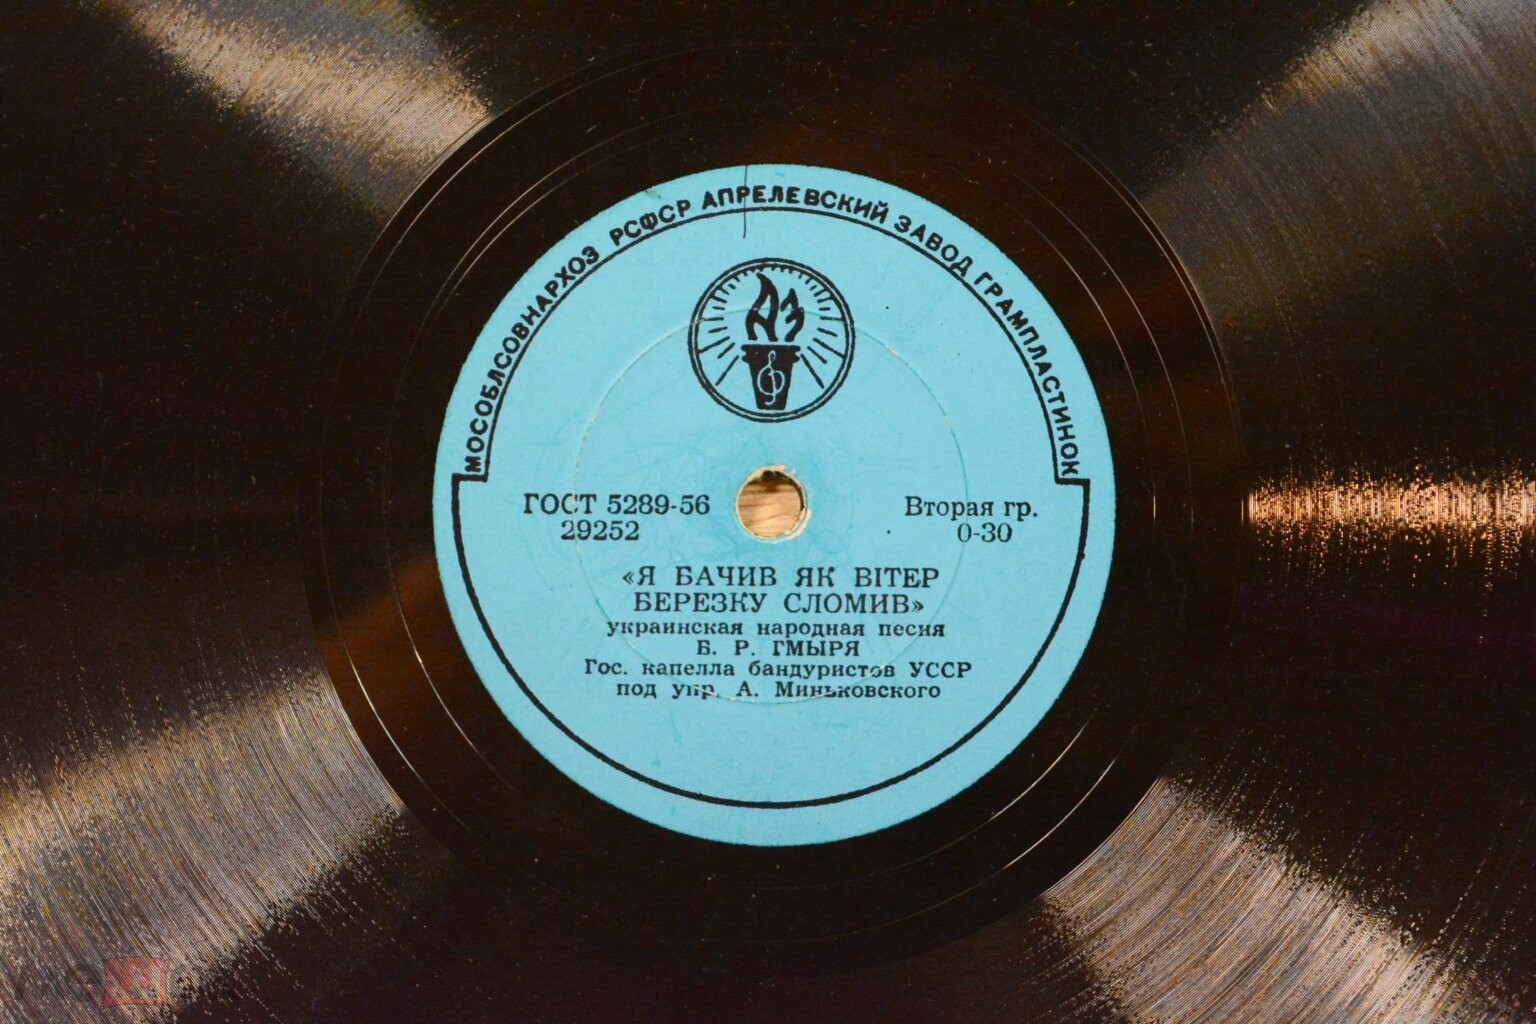 МОСОБЛСОВНАРХОЗ РСФСР АПРЕЛЕВСКИЙ ЗАВОД ГРАМПЛАСТИНОК
АЗ
ГОСТ 5289-56
29252
Вторая гр.
0-30
«Я БАЧИВ ЯК ВІТЕР
БЕРЕЗКУ СЛОМИВ»
украинская народная песня
Б. Р. ГМЫРЯ
Гос. капелла бандуристов УССР
под упр. А. Миньковского